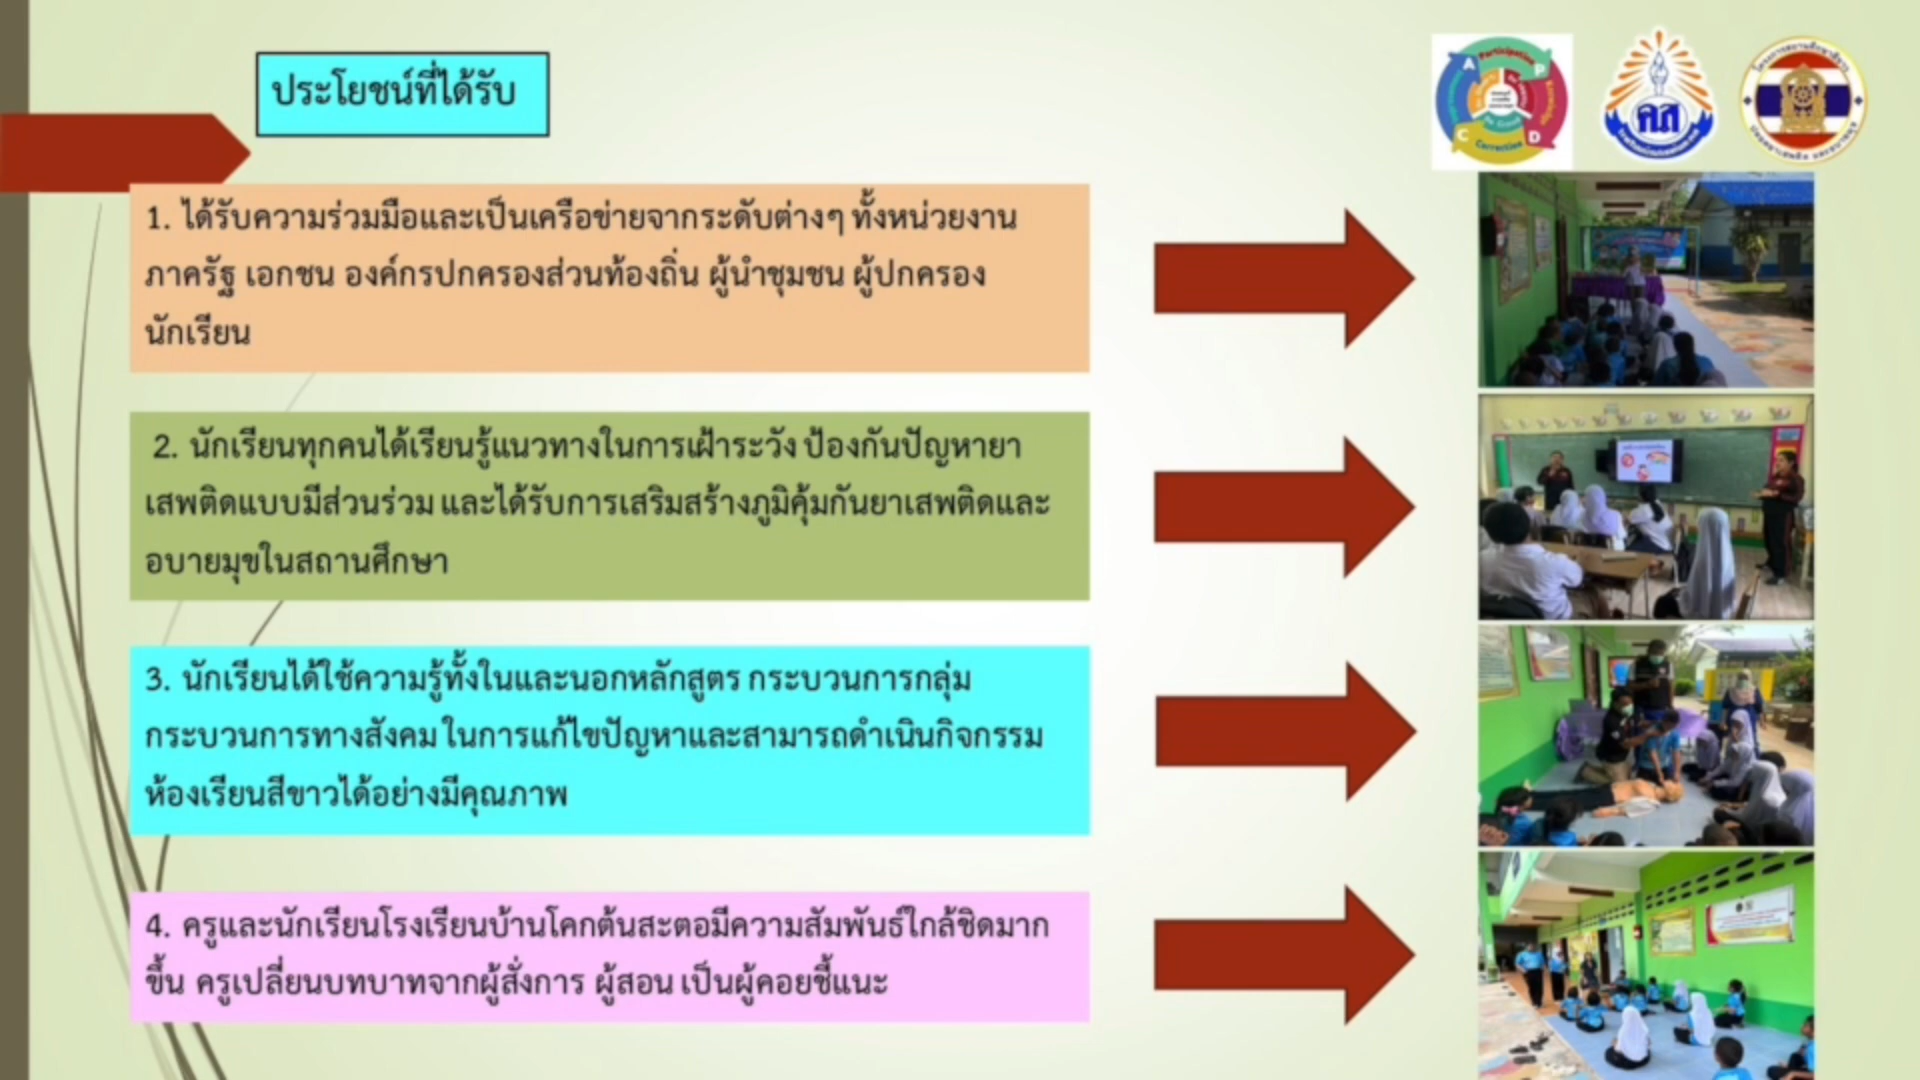 ประโยชน์ที่ได้รับ
1. ได้รับความร่วมมือและเป็นเครือข่ายจากระดับต่างๆ ทั้งหน่วยงาน
ภาครัฐ เอกชน องค์กรปกครองส่วนท้องถิ่น ผู้นำชุมชน ผู้ปกครอง
นักเรียน
2. นักเรียนทุกคนได้เรียนรู้แนวทางในการเฝ้าระวัง ป้องกันปัญหายา
เสพติดแบบมีส่วนร่วม และได้รับการเสริมสร้างภูมิคุ้มกันยาเสพติดและ
อบายมุขในสถานศึกษา
3. นักเรียนได้ใช้ความรู้ทั้งในและนอกหลักสูตร กระบวนการกลุ่ม
กระบวนการทางสังคม ในการแก้ไขปัญหาและสามารถดำเนินกิจกรรม
ห้องเรียนสีขาวได้อย่างมีคุณภาพ
4. ครูและนักเรียนโรงเรียนบ้านโคกต้นสะตอมีความสัมพันธ์ใกล้ชิดมาก
ขึ้น ครูเปลี่ยนบทบาทจากผู้สั่งการ ผู้สอน เป็นผู้คอยชี้แนะ
Participation
A
P
C
D
Correction
คส